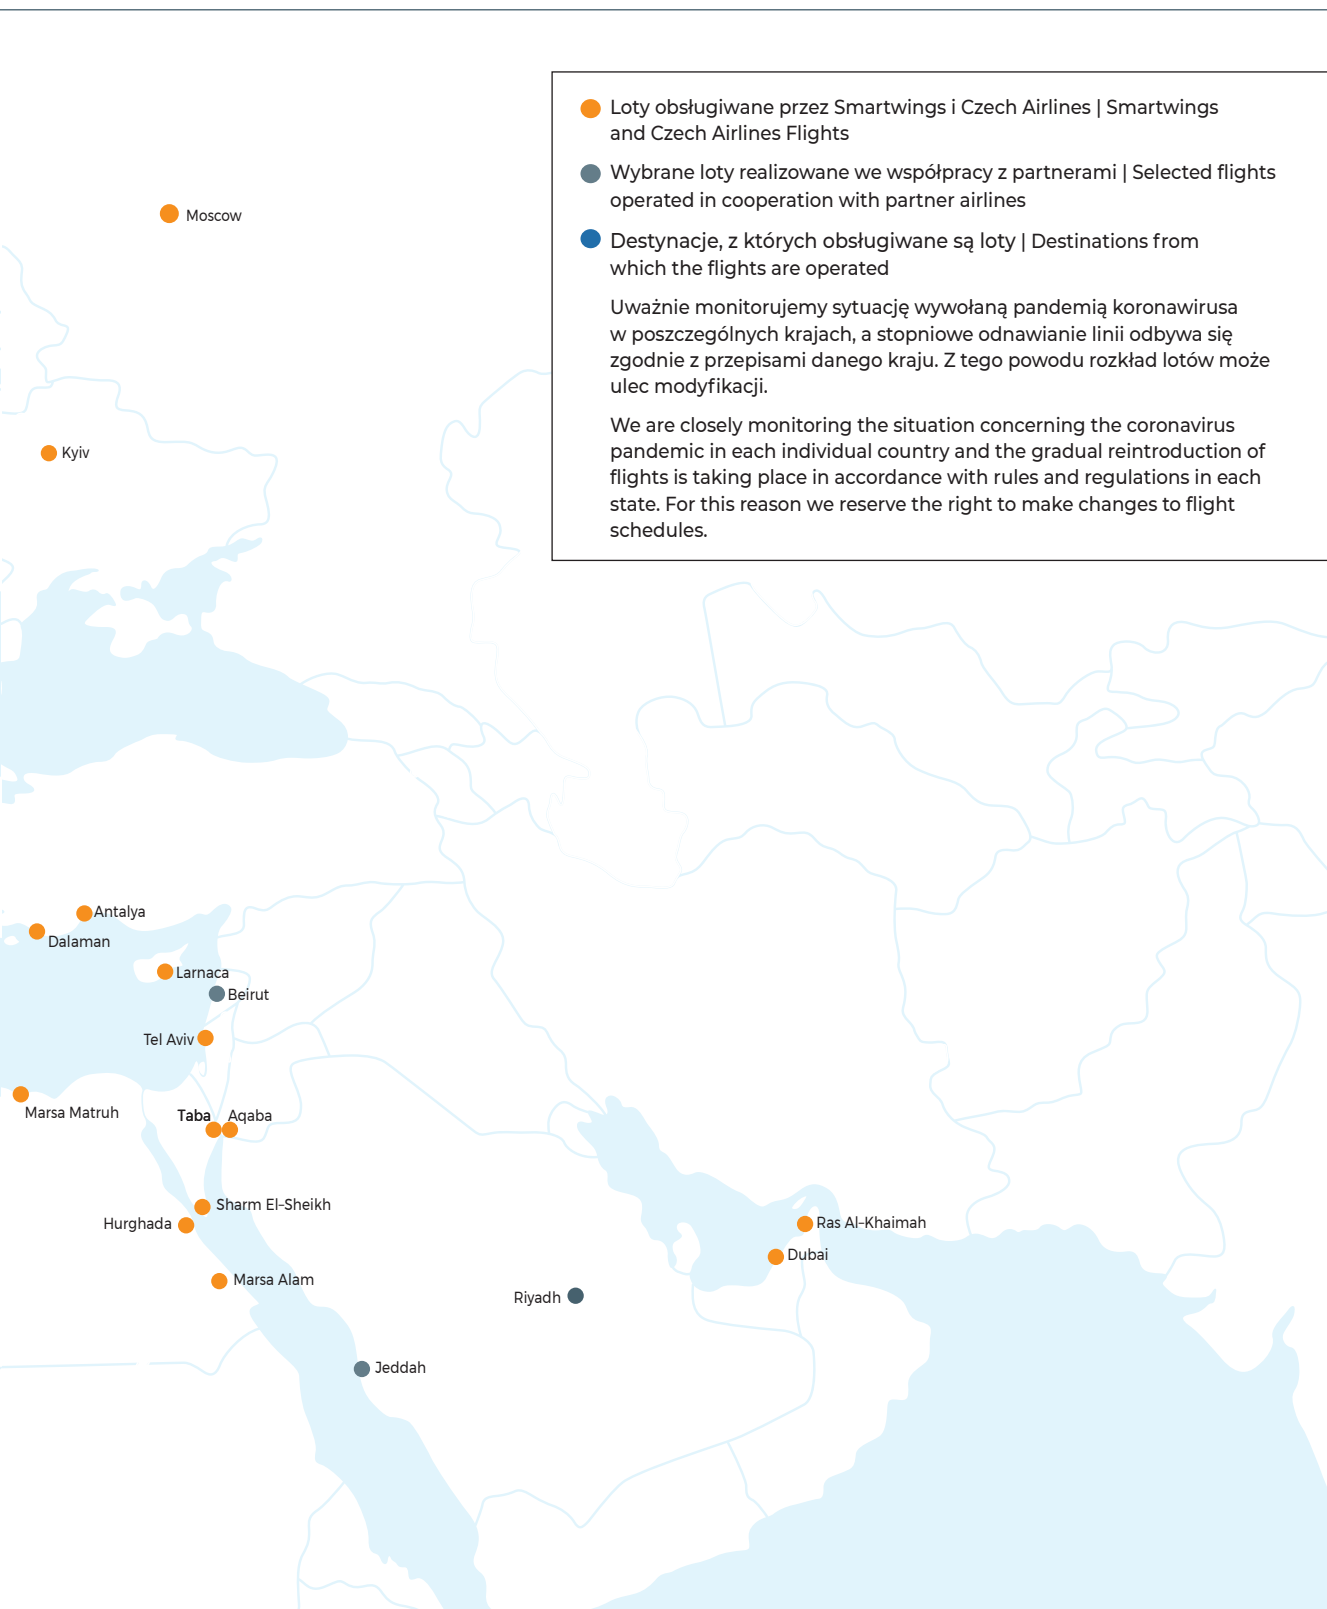 Loty obsługiwane przez Smartwings i Czech Airlines | Smartwings
and Czech Airlines Flights
Wybrane loty realizowane we współpracy z partnerami | Selected flights
operated in cooperation with partner airlines
Destynacje, z których obsługiwane są loty | Destinations from
which the flights are operated
Uważnie monitorujemy sytuację wywołaną pandemią koronawirusa
w poszczególnych krajach, a stopniowe odnawianie linii odbywa się
zgodnie z przepisami danego kraju. Z tego powodu rozkład lotów może
ulec modyfikacji.
We are closely monitoring the situation concerning the coronavirus
pandemic in each individual country and the gradual reintroduction of
flights is taking place in accordance with rules and regulations in each
state. For this reason we reserve the right to make changes to flight
schedules.
Moscow
Kyiv
Antalya
Dalaman
Larnaca
Beirut
Tel Aviv
Marsa Matruh
Taba
Aqaba
Sharm El-Sheikh
Hurghada
Ras Al-Khaimah
Dubai
Marsa Alam
Riyadh
Jeddah